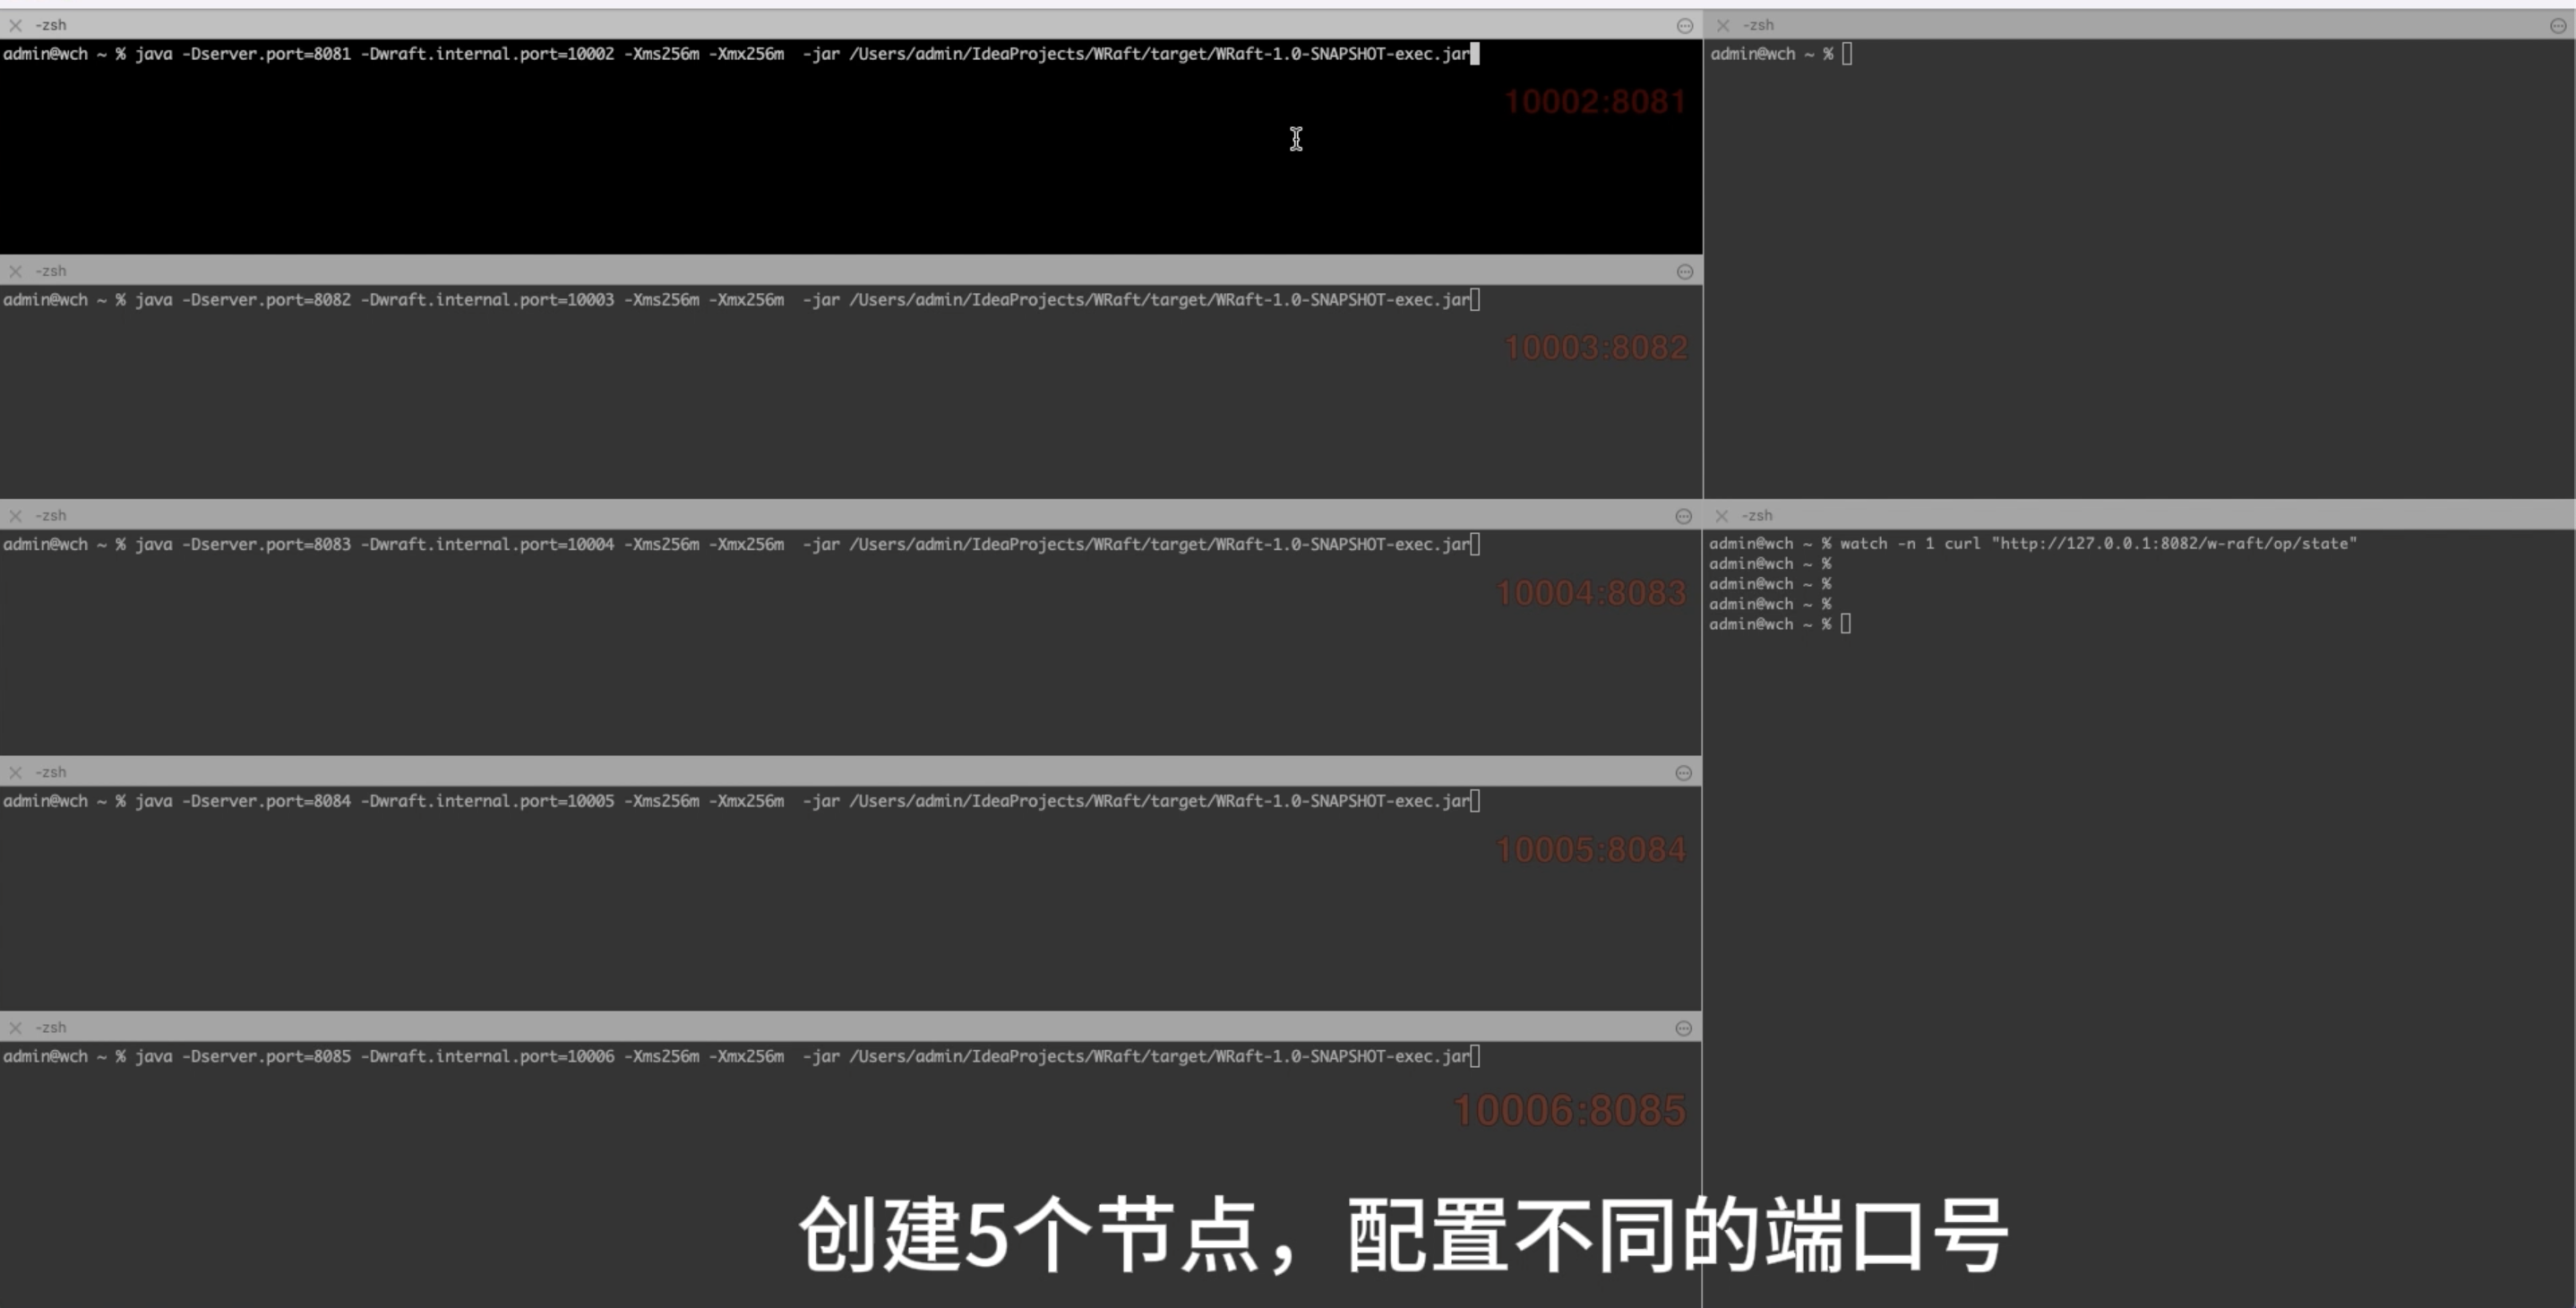 -zsh
admin@wch ~ % java -Dserver.port=8081 -Dwraft.internal.port=10002 -Xms256m -Xmx256m  -jar /Users/admin/IdeaProjects/WRaft/target/WRaft-1.0-SNAPSHOT-exec.jar
10002:8081
-zsh
admin@wch ~ % java -Dserver.port=8082 -Dwraft.internal.port=10003 -Xms256m -Xmx256m  -jar /Users/admin/IdeaProjects/WRaft/target/WRaft-1.0-SNAPSHOT-exec.jar
10003:8082
-zsh
admin@wch ~ % java -Dserver.port=8083 -Dwraft.internal.port=10004 -Xms256m -Xmx256m  -jar /Users/admin/IdeaProjects/WRaft/target/WRaft-1.0-SNAPSHOT-exec.jar
10004:8083
-zsh
admin@wch ~ % java -Dserver.port=8084 -Dwraft.internal.port=10005 -Xms256m -Xmx256m  -jar /Users/admin/IdeaProjects/WRaft/target/WRaft-1.0-SNAPSHOT-exec.jar
10005:8084
-zsh
admin@wch ~ % java -Dserver.port=8085 -Dwraft.internal.port=10006 -Xms256m -Xmx256m  -jar /Users/admin/IdeaProjects/WRaft/target/WRaft-1.0-SNAPSHOT-exec.jar
10006:8085
-zsh
admin@wch ~ %
-zsh
admin@wch ~ % watch -n 1 curl "http://127.0.0.1:8082/w-raft/op/state"
admin@wch ~ %
admin@wch ~ %
admin@wch ~ %
admin@wch ~ %
创建5个节点，配置不同的端口号